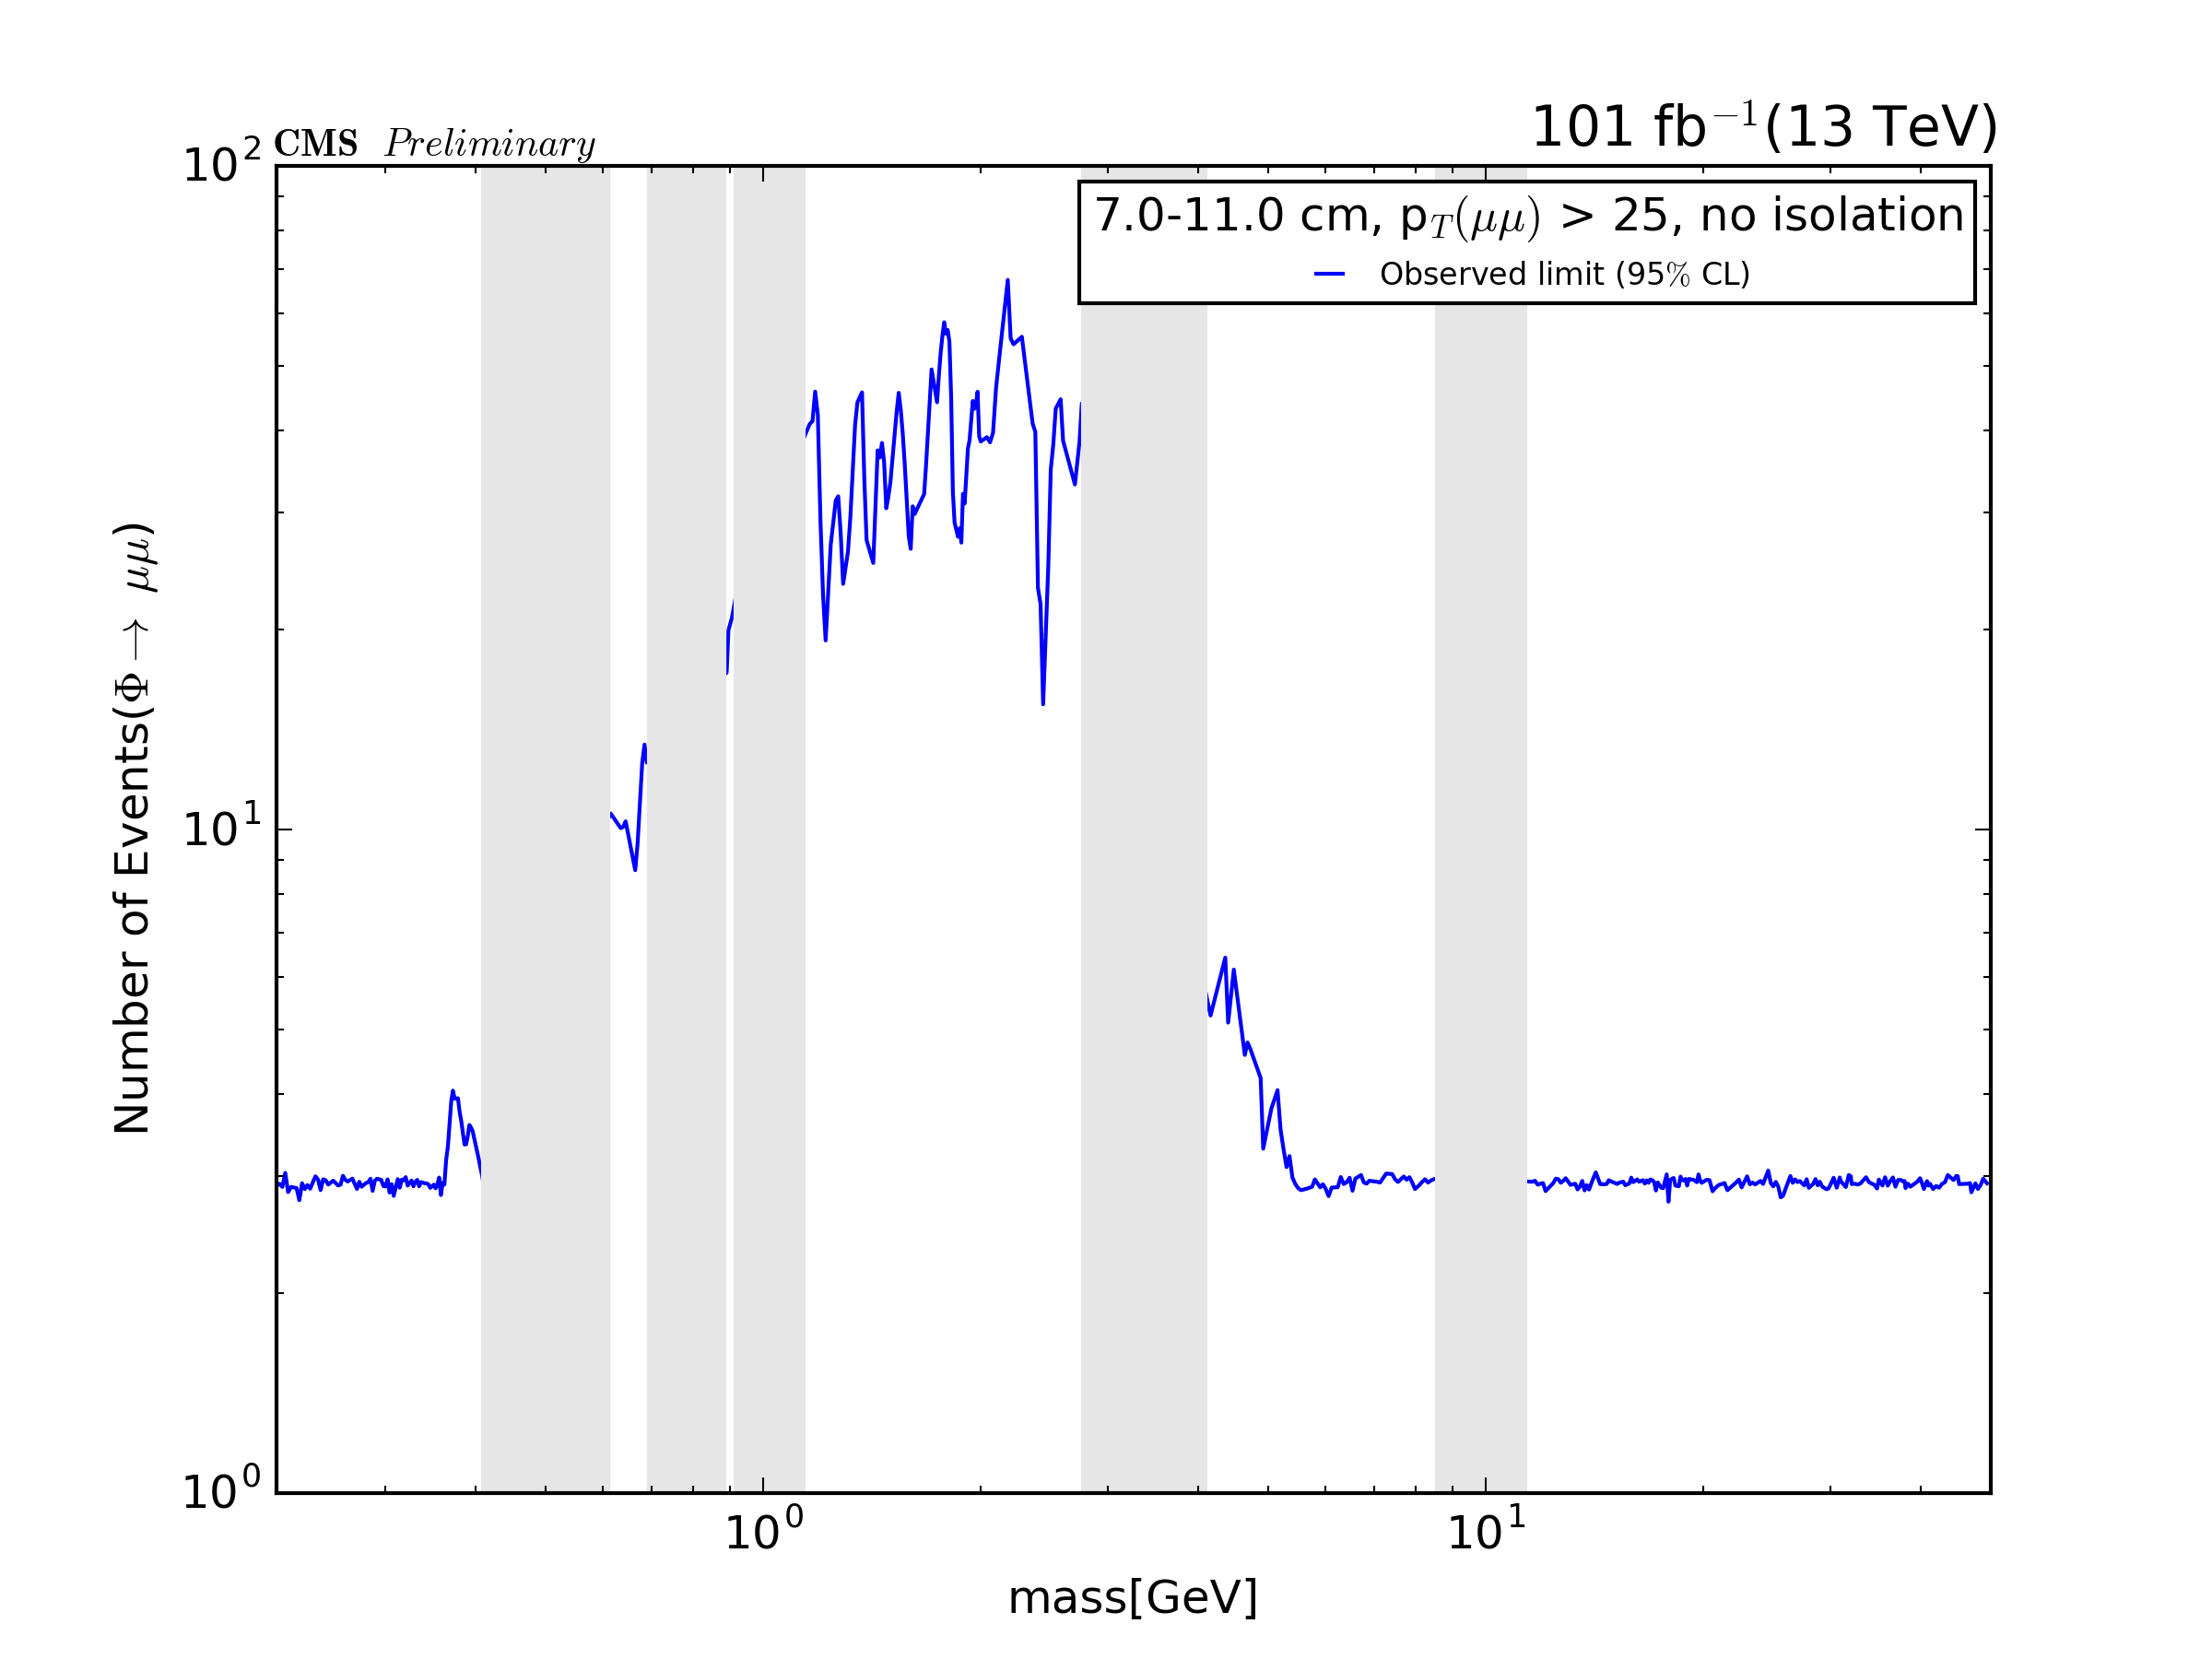 CMS Preliminary
101 fb⁻¹(13 TeV)
7.0-11.0 cm, p_T(μμ) > 25, no isolation
Observed limit (95% CL)
Number of Events(Φ → μμ)
10²
10¹
10⁰
10⁰
10¹
mass[GeV]